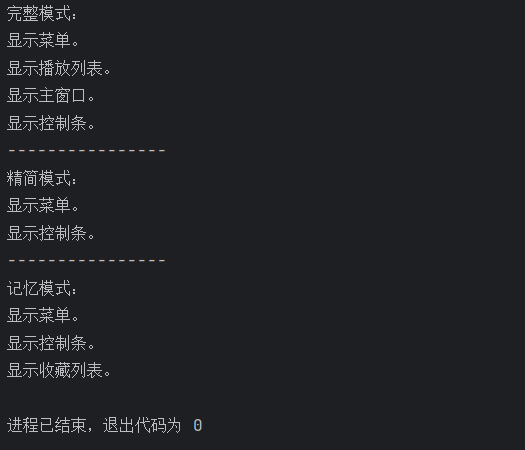 完整模式：
显示菜单。
显示播放列表。
显示主窗口。
显示控制条。
----------------
精简模式：
显示菜单。
显示控制条。
----------------
记忆模式：
显示菜单。
显示控制条。
显示收藏列表。
进程已结束，退出代码为 0